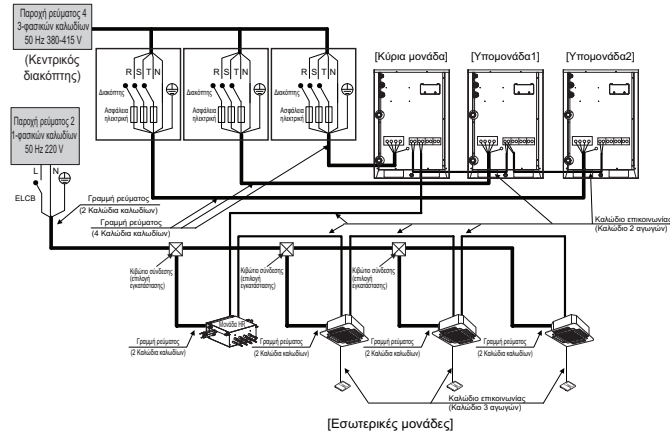 Παροχή ρεύματος 4
3-φασικών καλωδίων
50 Hz 380-415 V
(Κεντρικός
διακόπτης)
R S T N
Διακόπτης
Ασφάλεια
ηλεκτρική
R S T N
Διακόπτης
Ασφάλεια
ηλεκτρική
R S T N
Διακόπτης
Ασφάλεια
ηλεκτρική
[Κύρια μονάδα]
[Υπομονάδα1]
[Υπομονάδα2]
Παροχή ρεύματος 2
1-φασικών καλωδίων
50 Hz 220 V
L N
ELCB
Γραμμή ρεύματος
(2 Καλώδια καλωδίων)
Γραμμή ρεύματος
(4 Καλώδια καλωδίων)
Καλώδιο επικοινωνίας
(Καλώδιο 2 αγωγών)
Κιβώτιο σύνδεσης
(επιλογή
εγκατάστασης)
Κιβώτιο σύνδεσης
(επιλογή
εγκατάστασης)
Κιβώτιο σύνδεσης
(επιλογή
εγκατάστασης)
Μονάδα HR
Γραμμή ρεύματος
(2 Καλώδια καλωδίων)
Γραμμή ρεύματος
(2 Καλώδια καλωδίων)
Γραμμή ρεύματος
(2 Καλώδια καλωδίων)
Γραμμή ρεύματος
(2 Καλώδια καλωδίων)
Καλώδιο επικοινωνίας
(Καλώδιο 3 αγωγών)
[Εσωτερικές μονάδες]